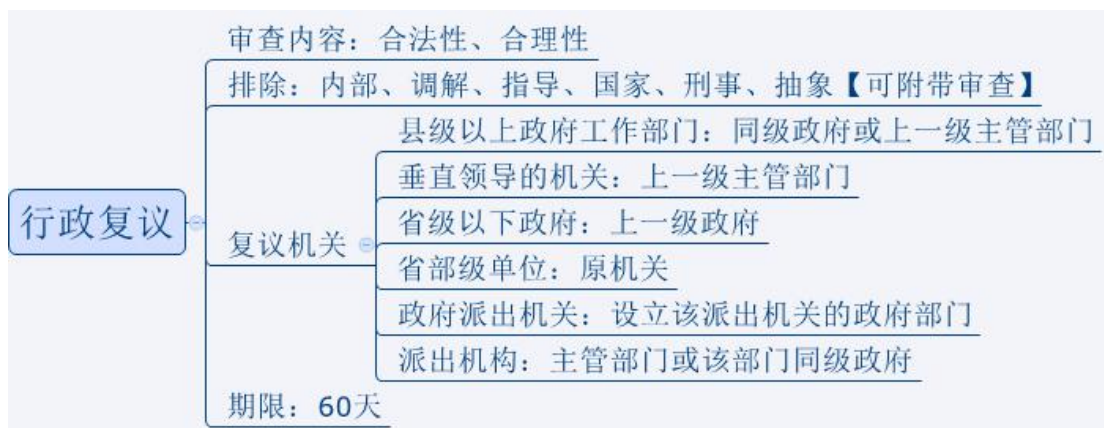 审查内容：合法性、合理性
排除：内部、调解、指导、国家、刑事、抽象【可附带审查】
县级以上政府工作部门：同级政府或上一级主管部门
垂直领导的机关：上一级主管部门
行政复议
省级以下政府：上一级政府
复议机关
省部级单位：原机关
政府派出机关：设立该派出机关的政府部门
派出机构：主管部门或该部门同级政府
期限：60天